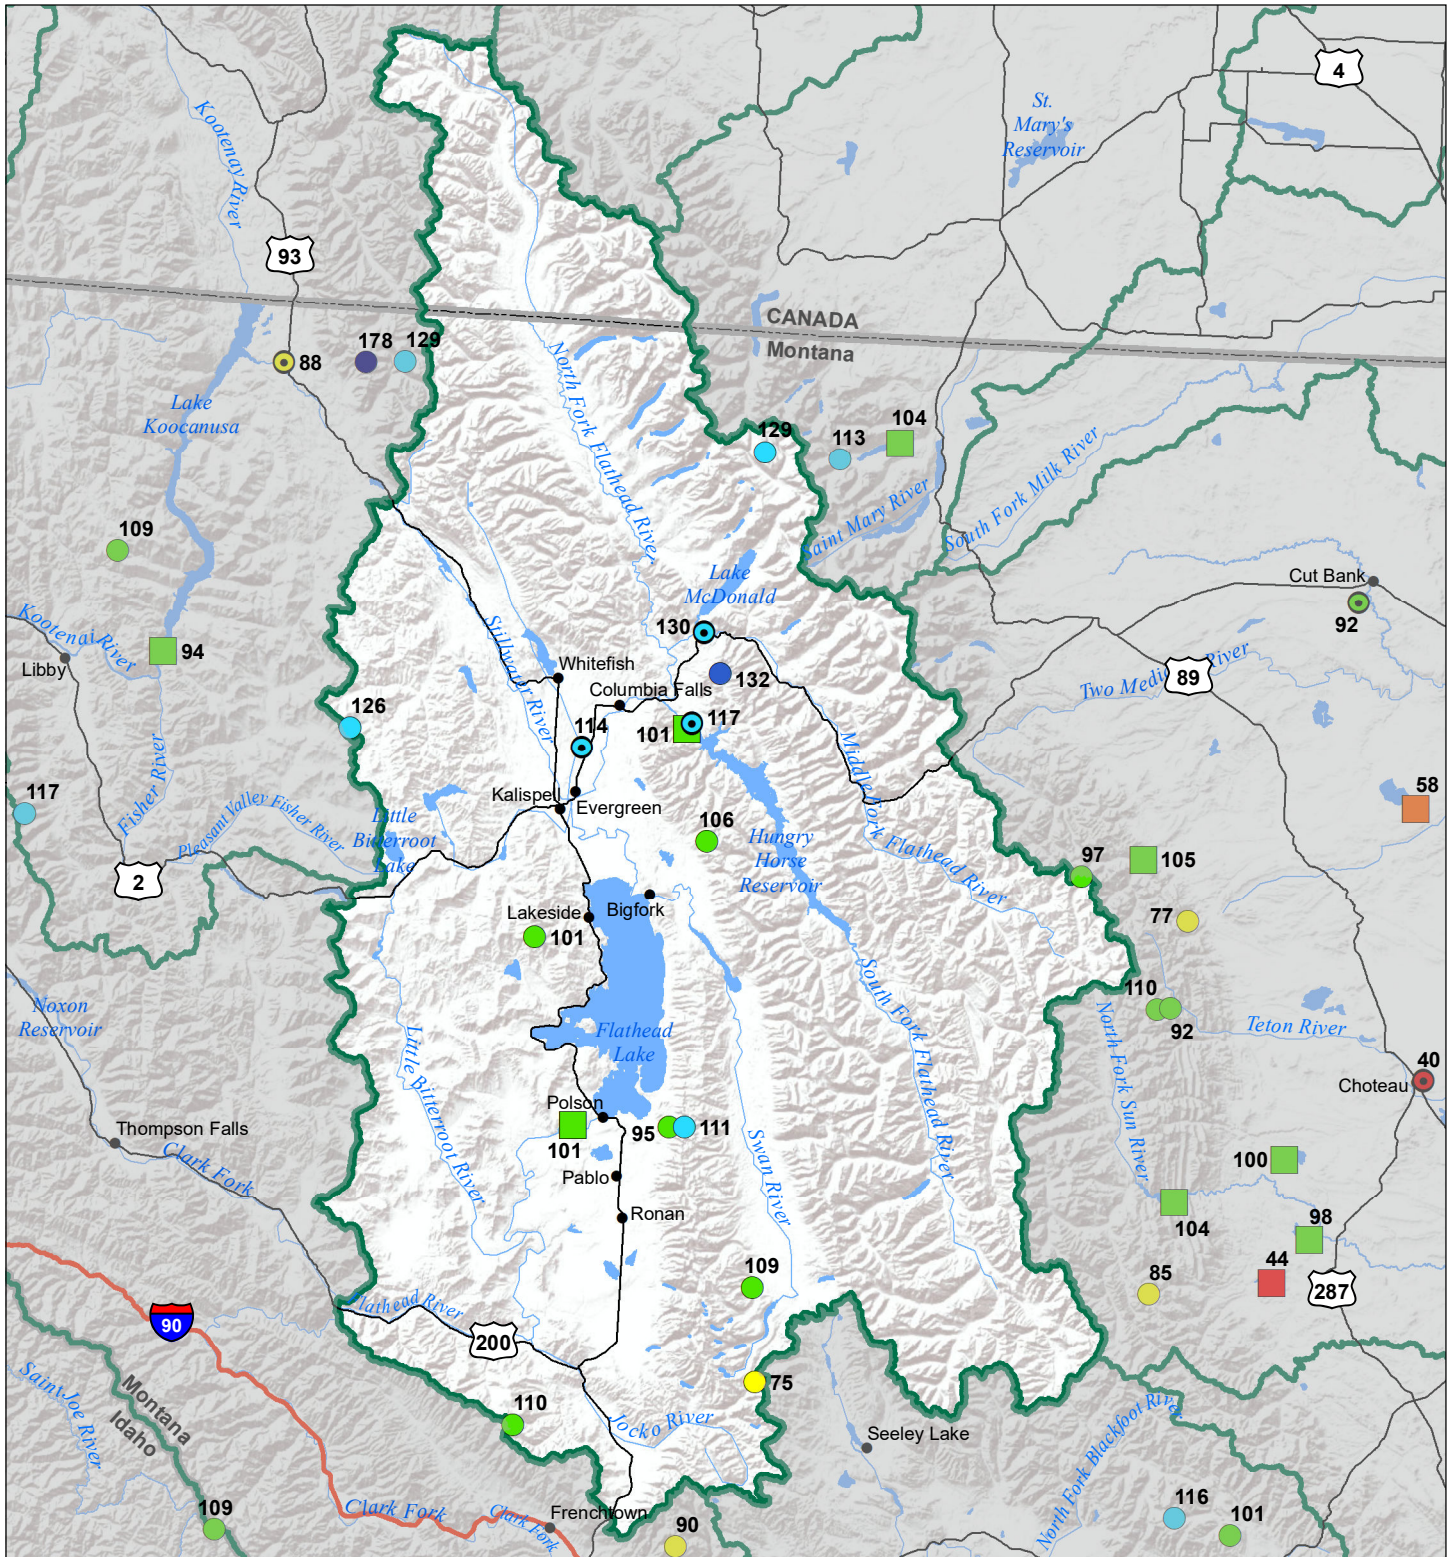 4
St.
Mary's
Reservoir
Kootenay River
93
CANADA
Montana
88
178
129
North Fork Flathead River
Lake
Koocanusa
129
113
104
South Fork Milk River
Saint Mary River
109
Lake
McDonald
Cut Bank
92
Kootenai River
94
Libby
130
Stillwater River
Whitefish
132
Columbia Falls
89
Two Medi River
126
114
117
101
Middle Fork Flathead River
Fisher River
117
Pleasant Valley Fisher River
Kalispell
Evergreen
58
Little
Bitterroot
Lake
106
Hungry
Horse
Reservoir
2
97
105
77
Lakeside
Bigfork
101
110
92
Noxon
Reservoir
Flathead
Lake
South Fork Flathead River
North Fork Sun River
Teton River
Little Bitterroot River
40
Choteau
Polson
Thompson Falls
Clark Fork
101
95
111
Swan River
Pablo
100
Ronan
104
98
109
85
44
287
Flathead River
90
200
75
Saint Joe River
Montana
Idaho
110
Jocko River
Seeley Lake
North Fork Blackfoot River
109
Clark Fork
Clark Fork
Frenchtown
90
116
101